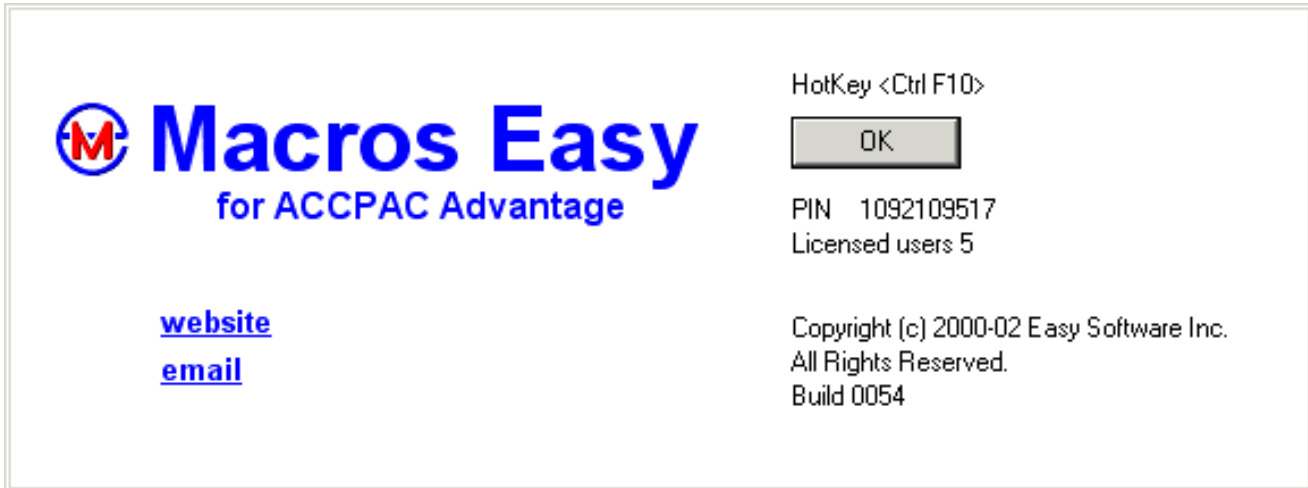 M Macros Easy
for ACCPAC Advantage
website
email
HotKey <Ctrl F10>
OK
PIN 1092109517
Licensed users 5
Copyright (c) 2000-02 Easy Software Inc.
All Rights Reserved.
Build 0054